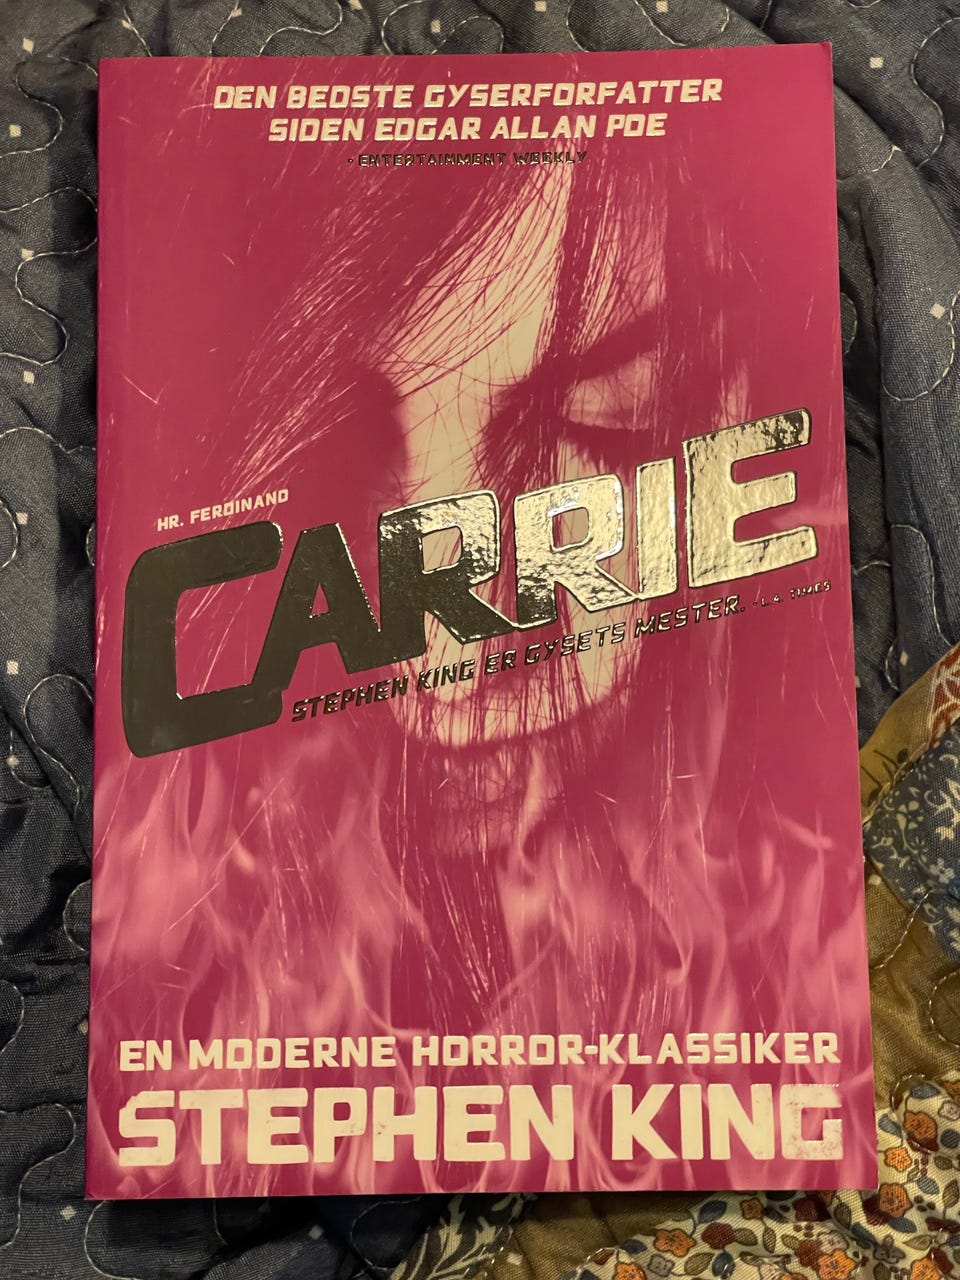 DEN BEDSTE GYSERFORFATTER
SIDEN EDGAR ALLAN POE
- ENTERTAINMENT WEEKLY
HR. FERDINAND
CARRIE
STEPHEN KING ER GYSETS MESTER. - L.A. TIMES
EN MODERNE HORROR-KLASSIKER
STEPHEN KING